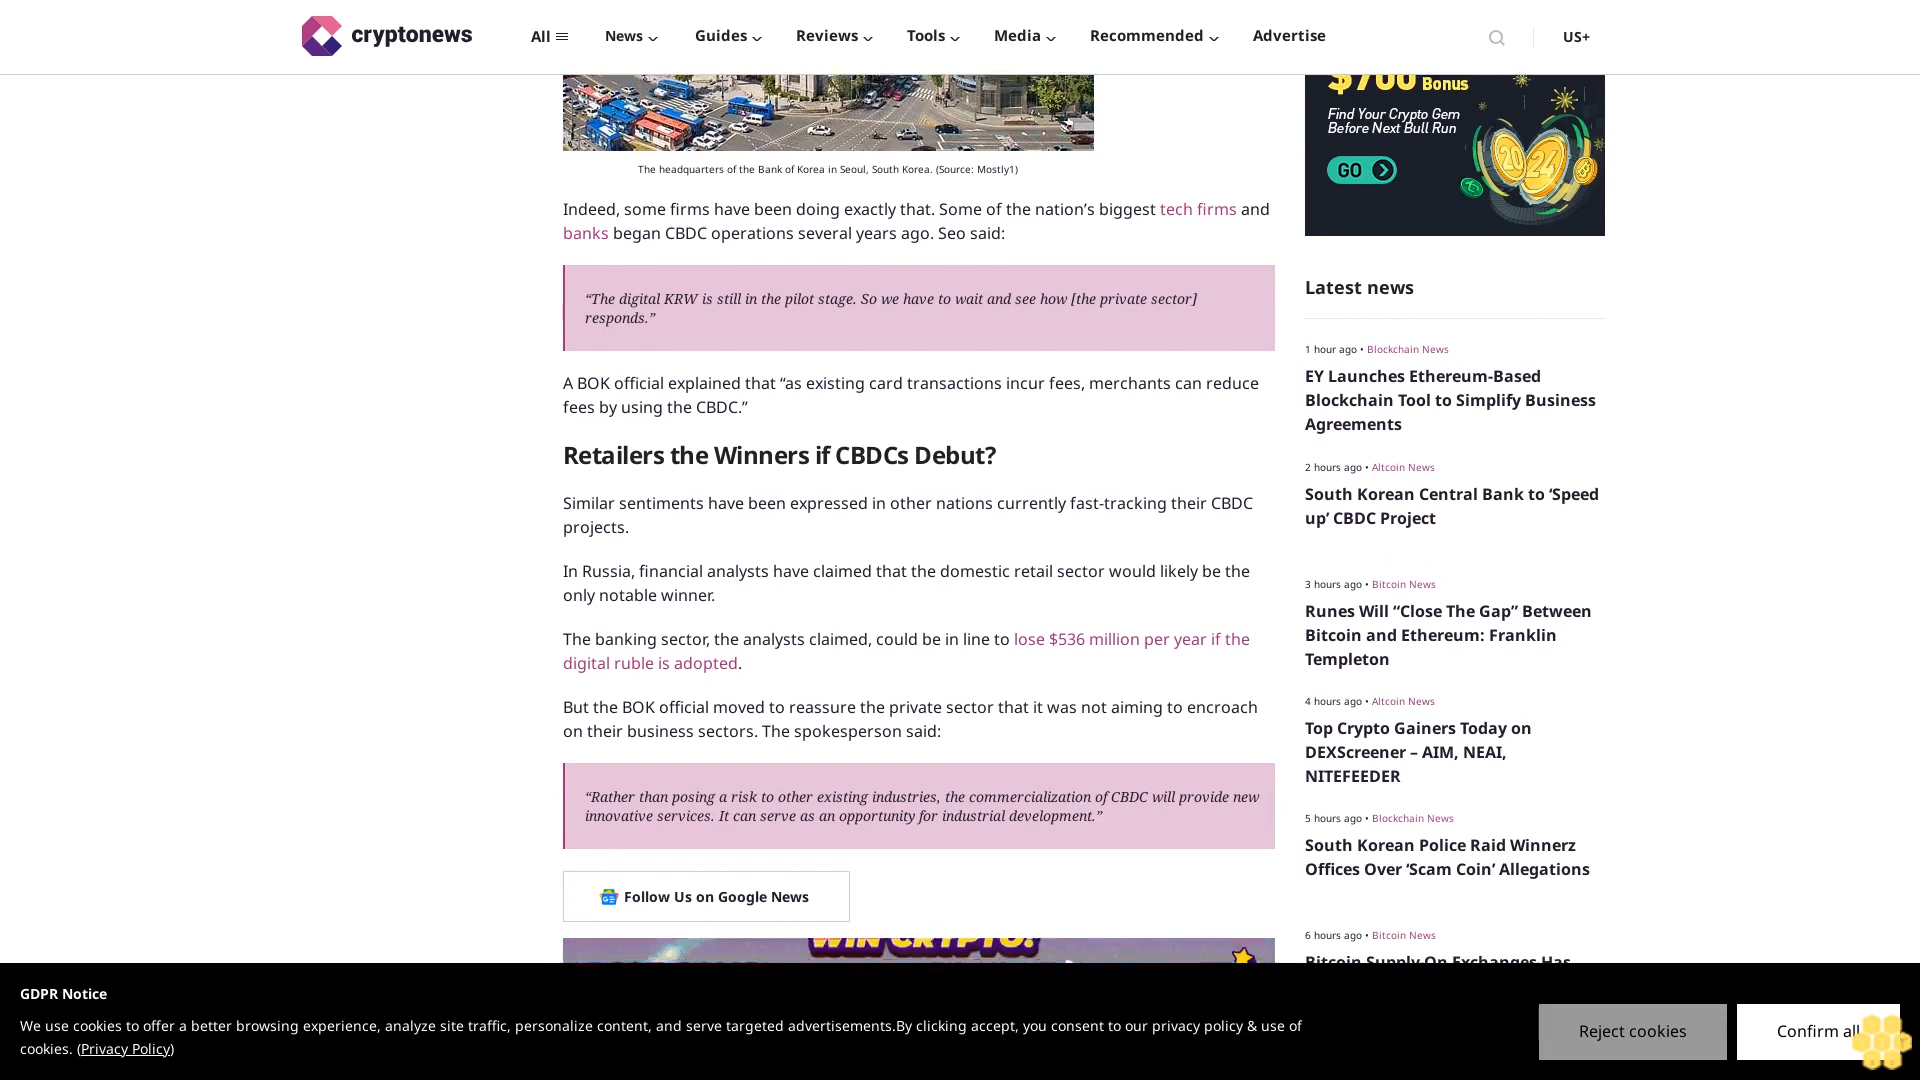 cryptonews
All
News
Guides
Reviews
Tools
Media
Recommended
Advertise
US+
The headquarters of the Bank of Korea in Seoul, South Korea. (Source: Mostly1)
Indeed, some firms have been doing exactly that. Some of the nation’s biggest tech firms and
banks began CBDC operations several years ago. Seo said:
“The digital KRW is still in the pilot stage. So we have to wait and see how [the private sector]
responds.”
A BOK official explained that “as existing card transactions incur fees, merchants can reduce
fees by using the CBDC.”
Retailers the Winners if CBDCs Debut?
Similar sentiments have been expressed in other nations currently fast-tracking their CBDC
projects.
In Russia, financial analysts have claimed that the domestic retail sector would likely be the
only notable winner.
The banking sector, the analysts claimed, could be in line to lose $536 million per year if the
digital ruble is adopted.
But the BOK official moved to reassure the private sector that it was not aiming to encroach
on their business sectors. The spokesperson said:
“Rather than posing a risk to other existing industries, the commercialization of CBDC will provide new
innovative services. It can serve as an opportunity for industrial development.”
Follow Us on Google News
WIN CRYPTO!
$700 Bonus
Find Your Crypto Gem
Before Next Bull Run
GO
20 24
Latest news
1 hour ago • Blockchain News
EY Launches Ethereum-Based
Blockchain Tool to Simplify Business
Agreements
2 hours ago • Altcoin News
South Korean Central Bank to ‘Speed
up’ CBDC Project
3 hours ago • Bitcoin News
Runes Will “Close The Gap” Between
Bitcoin and Ethereum: Franklin
Templeton
4 hours ago • Altcoin News
Top Crypto Gainers Today on
DEXScreener – AIM, NEAI,
NITEFEEDER
5 hours ago • Blockchain News
South Korean Police Raid Winnerz
Offices Over ‘Scam Coin’ Allegations
6 hours ago • Bitcoin News
Bitcoin Supply On Exchanges Has
GDPR Notice
We use cookies to offer a better browsing experience, analyze site traffic, personalize content, and serve targeted advertisements.By clicking accept, you consent to our privacy policy & use of
cookies. (Privacy Policy)
Reject cookies
Confirm all